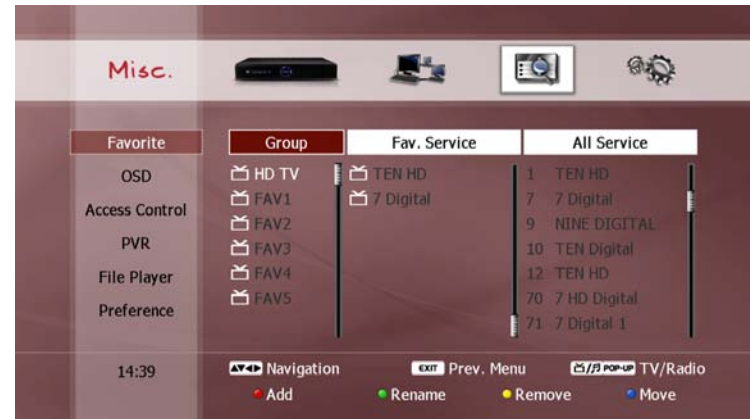 Misc.
Favorite
OSD
Access Control
PVR
File Player
Preference
14:39
Group
HD TV
FAV1
FAV2
FAV3
FAV4
FAV5
Fav. Service
TEN HD
7 Digital
All Service
1 TEN HD
7 7 Digital
9 NINE DIGITAL
10 TEN Digital
12 TEN HD
70 7 HD Digital
71 7 Digital 1
Navigation
EXIT Prev. Menu
POP-UP TV/Radio
Add
Rename
Remove
Move